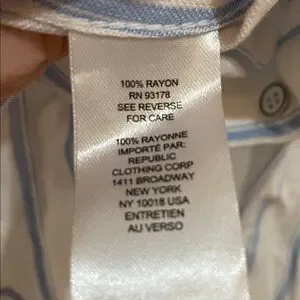 100% RAYON
RN 93178
SEE REVERSE
FOR CARE
100% RAYONNE
IMPORTÉ PAR:
REPUBLIC
CLOTHING CORP
1411 BROADWAY
NEW YORK
NY 10018 USA
ENTRETIEN
AU VERSO